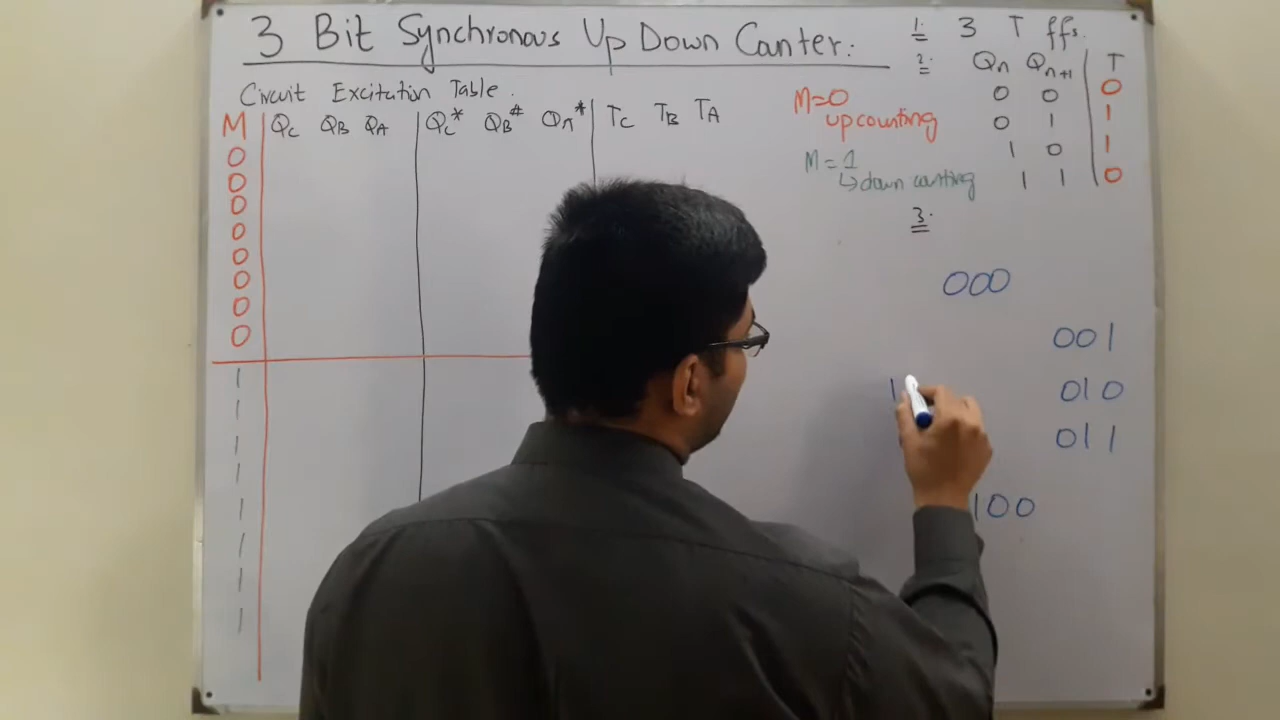 3 Bit Synchronous Up Down Canter:
Circuit Excitation Table.
M QC QB QA QC* QB* QA* TC TB TA
0
0
0
0
0
0
0
0
1
1
1
1
1
1
1
1: 3 T ffs.
2: Qn Qn+1 T
0 0 0
0 1 1
1 0 1
1 1 0
M=0
upcounting
M=1
↳down counting
3:
000
001
1 010
011
100